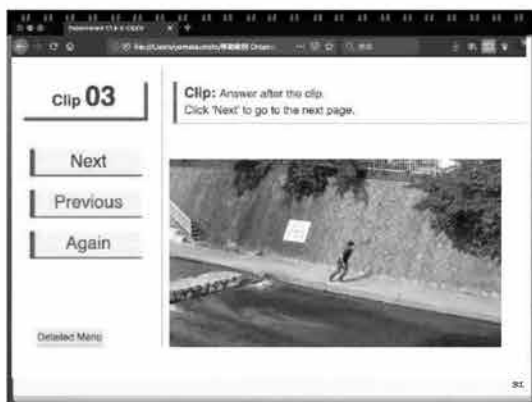 Clip 03
Clip: Answer after the clip.
Click 'Next' to go to the next page.
Next
Previous
Again
Detailed Menu